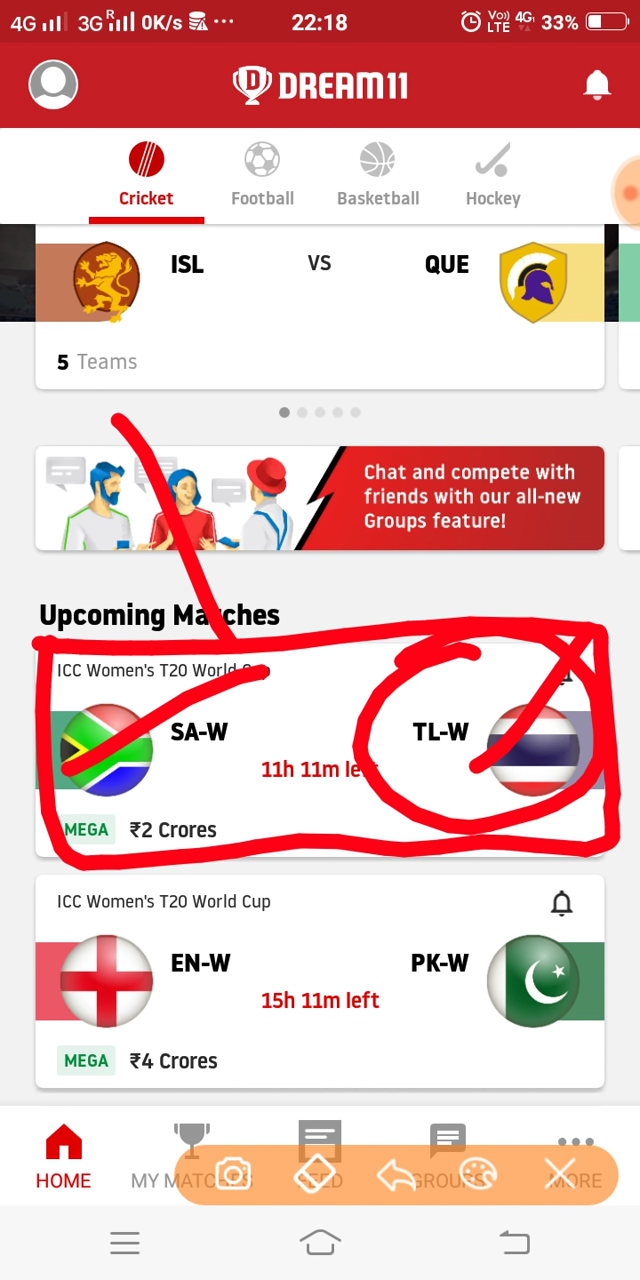 4G 3G R 0K/s ... 22:18 Vo) LTE 4G 33%
DREAM11
Cricket Football Basketball Hockey
ISL VS QUE
5 Teams
Chat and compete with
friends with our all-new
Groups feature!
Upcoming Matches
ICC Women's T20 World Cup
SA-W TL-W
11h 11m left
MEGA ₹2 Crores
ICC Women's T20 World Cup
EN-W PK-W
15h 11m left
MEGA ₹4 Crores
HOME MY MATCHES FEED GROUPS MORE